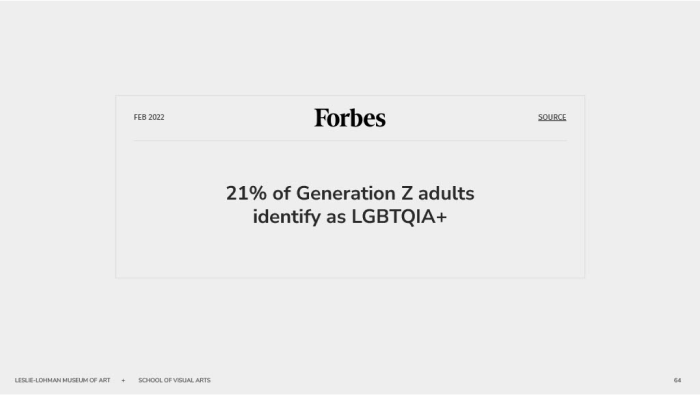 FEB 2022
Forbes
SOURCE
21% of Generation Z adults
identify as LGBTQIA+
LESLIE-LOHMAN MUSEUM OF ART + SCHOOL OF VISUAL ARTS
64